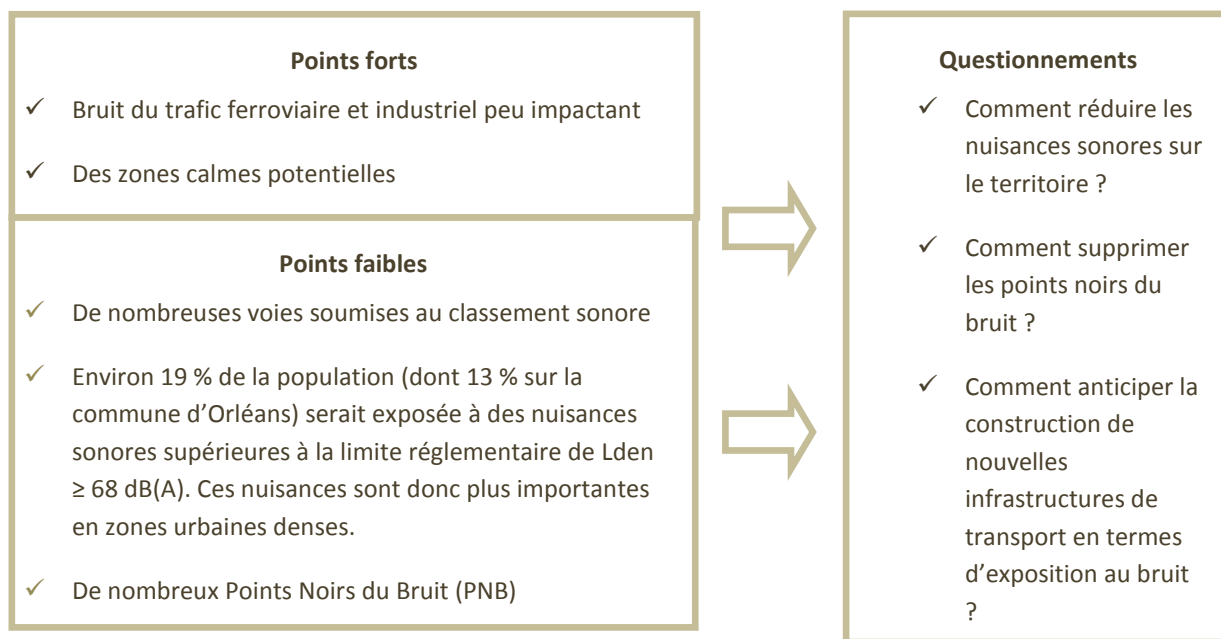 Points forts
✓ Bruit du trafic ferroviaire et industriel peu impactant
✓ Des zones calmes potentielles
Points faibles
✓ De nombreuses voies soumises au classement sonore
✓ Environ 19 % de la population (dont 13 % sur la
commune d’Orléans) serait exposée à des nuisances
sonores supérieures à la limite réglementaire de Lden
≥ 68 dB(A). Ces nuisances sont donc plus importantes
en zones urbaines denses.
✓ De nombreux Points Noirs du Bruit (PNB)
Questionnements
✓ Comment réduire les
nuisances sonores sur
le territoire ?
✓ Comment supprimer
les points noirs du
bruit ?
✓ Comment anticiper la
construction de
nouvelles
infrastructures de
transport en termes
d’exposition au bruit
?